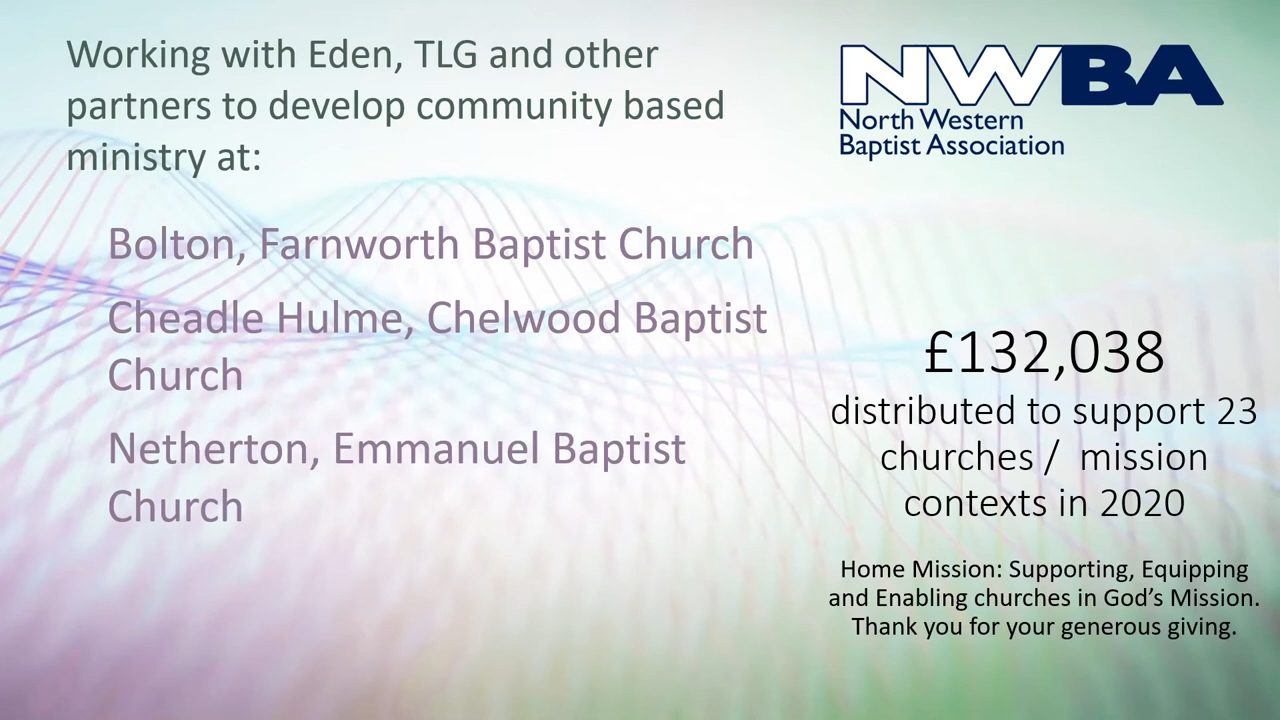 Working with Eden, TLG and other
partners to develop community based
ministry at:
Bolton, Farnworth Baptist Church
Cheadle Hulme, Chelwood Baptist
Church
Netherton, Emmanuel Baptist
Church
NWBA
North Western
Baptist Association
£132,038
distributed to support 23
churches /  mission
contexts in 2020
Home Mission: Supporting, Equipping
and Enabling churches in God’s Mission.
Thank you for your generous giving.